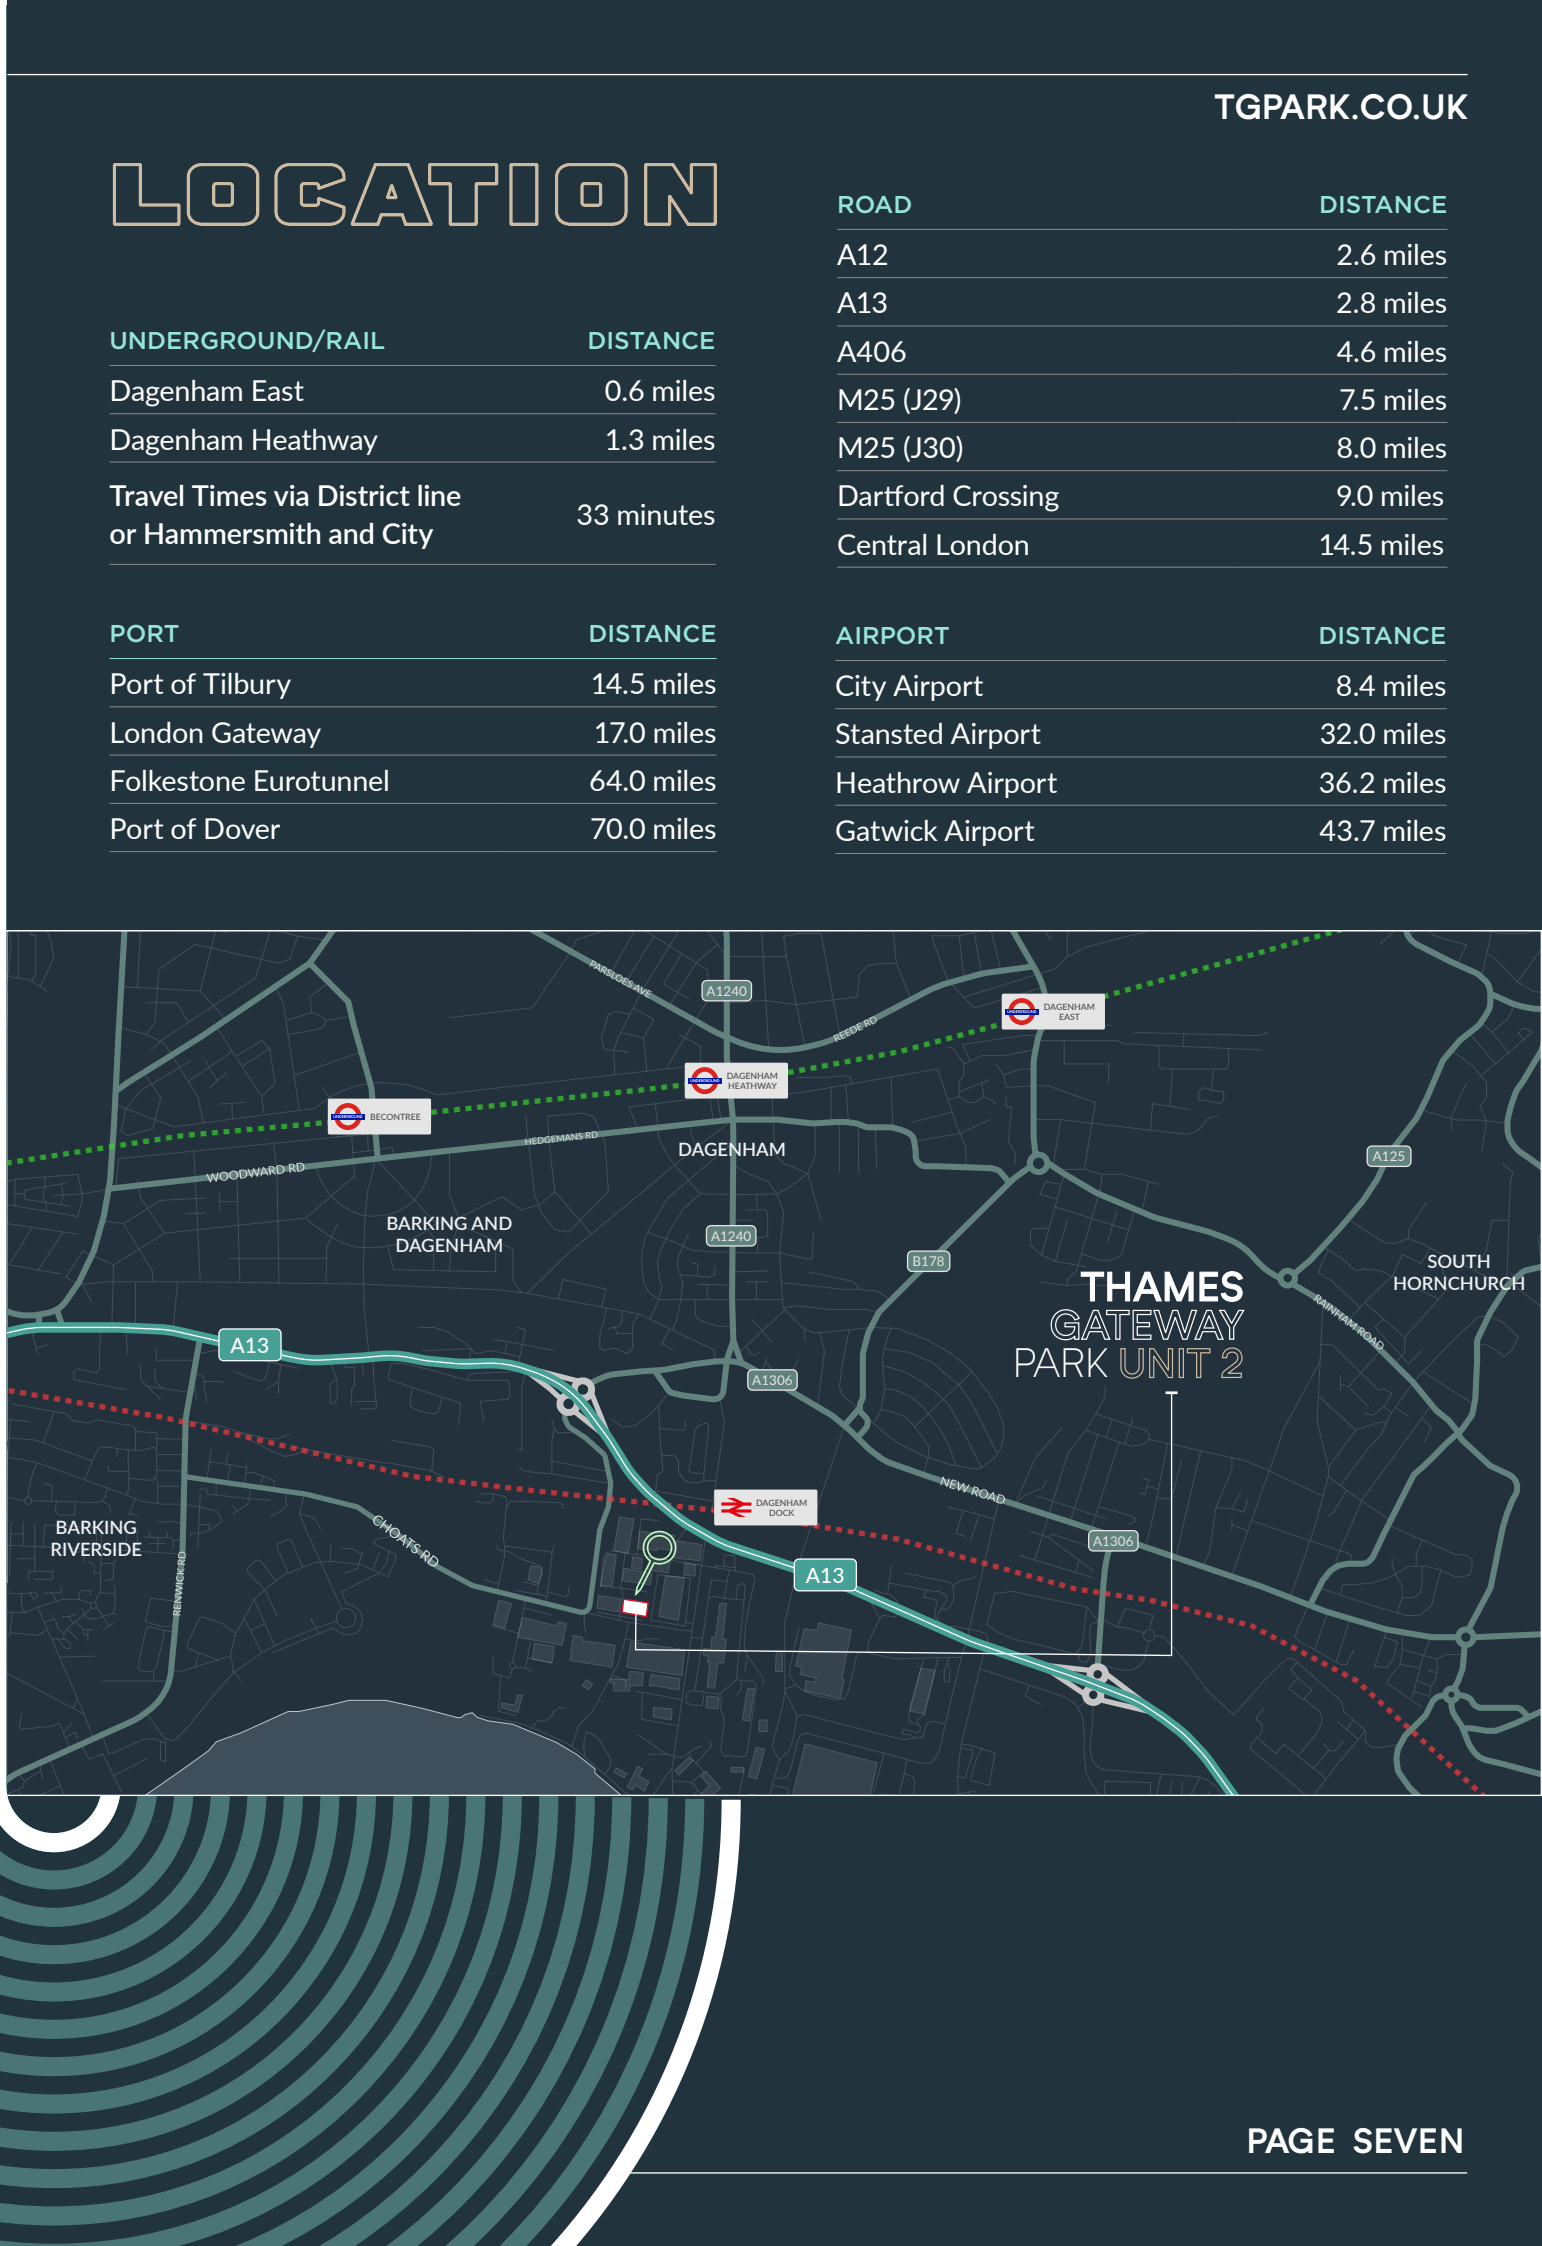 TGPARK.CO.UK
LOCATION
UNDERGROUND/RAIL DISTANCE
Dagenham East 0.6 miles
Dagenham Heathway 1.3 miles
Travel Times via District line
or Hammersmith and City 33 minutes
PORT DISTANCE
Port of Tilbury 14.5 miles
London Gateway 17.0 miles
Folkestone Eurotunnel 64.0 miles
Port of Dover 70.0 miles
ROAD DISTANCE
A12 2.6 miles
A13 2.8 miles
A406 4.6 miles
M25 (J29) 7.5 miles
M25 (J30) 8.0 miles
Dartford Crossing 9.0 miles
Central London 14.5 miles
AIRPORT DISTANCE
City Airport 8.4 miles
Stansted Airport 32.0 miles
Heathrow Airport 36.2 miles
Gatwick Airport 43.7 miles
PARSLOES AVE
A1240
REEDE RD
UNDERGROUND
DAGENHAM
EAST
UNDERGROUND
DAGENHAM
HEATHWAY
UNDERGROUND
BECONTREE
HEDGEMANS RD
WOODWARD RD
DAGENHAM
A125
BARKING AND
DAGENHAM
A1240
B178
SOUTH
HORNCHURCH
THAMES
GATEWAY
PARK UNIT 2
RAINHAM ROAD
A13
A1306
NEW ROAD
DAGENHAM
DOCK
BARKING
RIVERSIDE
CHOATS RD
RENWICK RD
A1306
A13
PAGE SEVEN